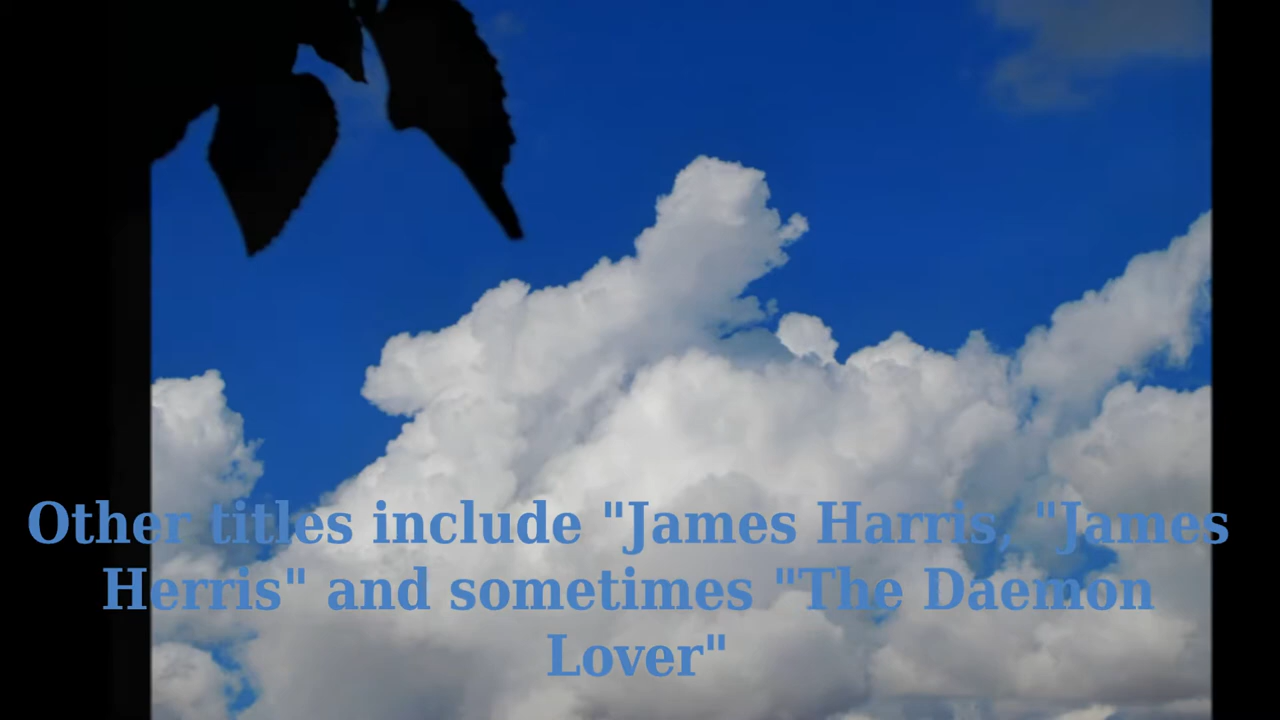 Other titles include "James Harris, "James
Herris" and sometimes "The Daemon
Lover"